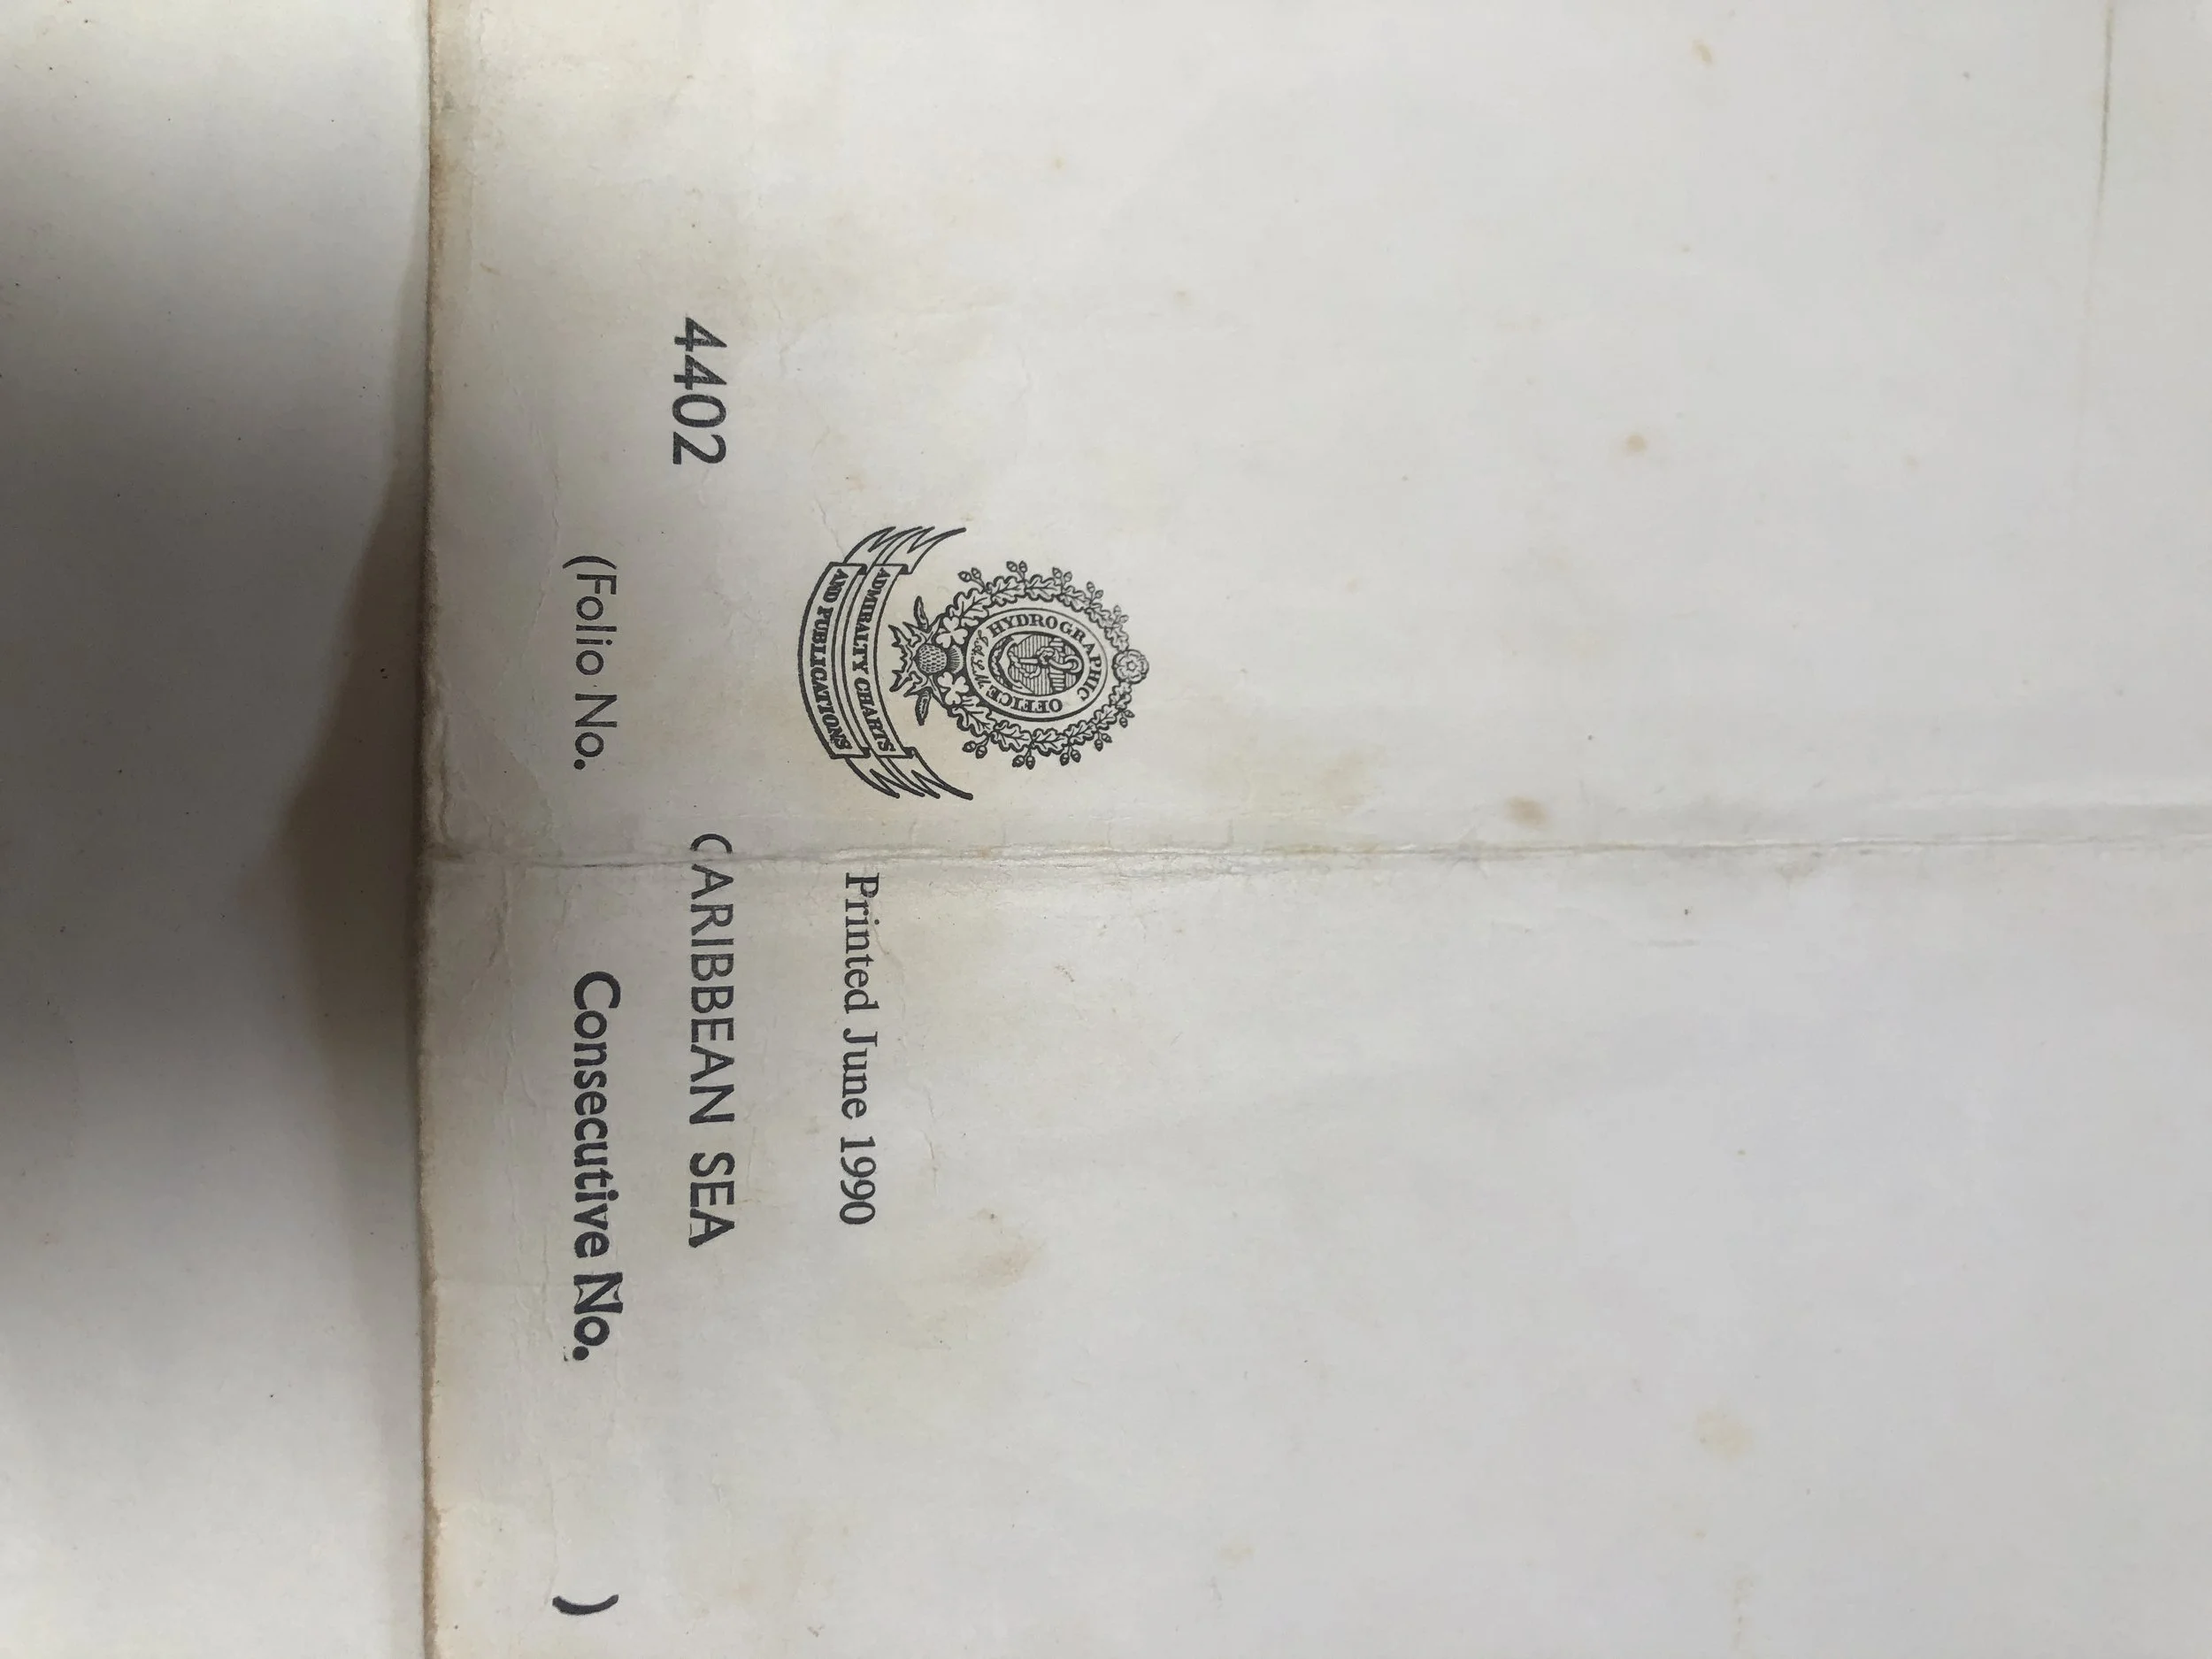 HYDROGRAPHIC OFFICE
ADMIRALTY CHARTS
AND PUBLICATIONS
Printed June 1990
4402 CARIBBEAN SEA
(Folio No. Consecutive No. )